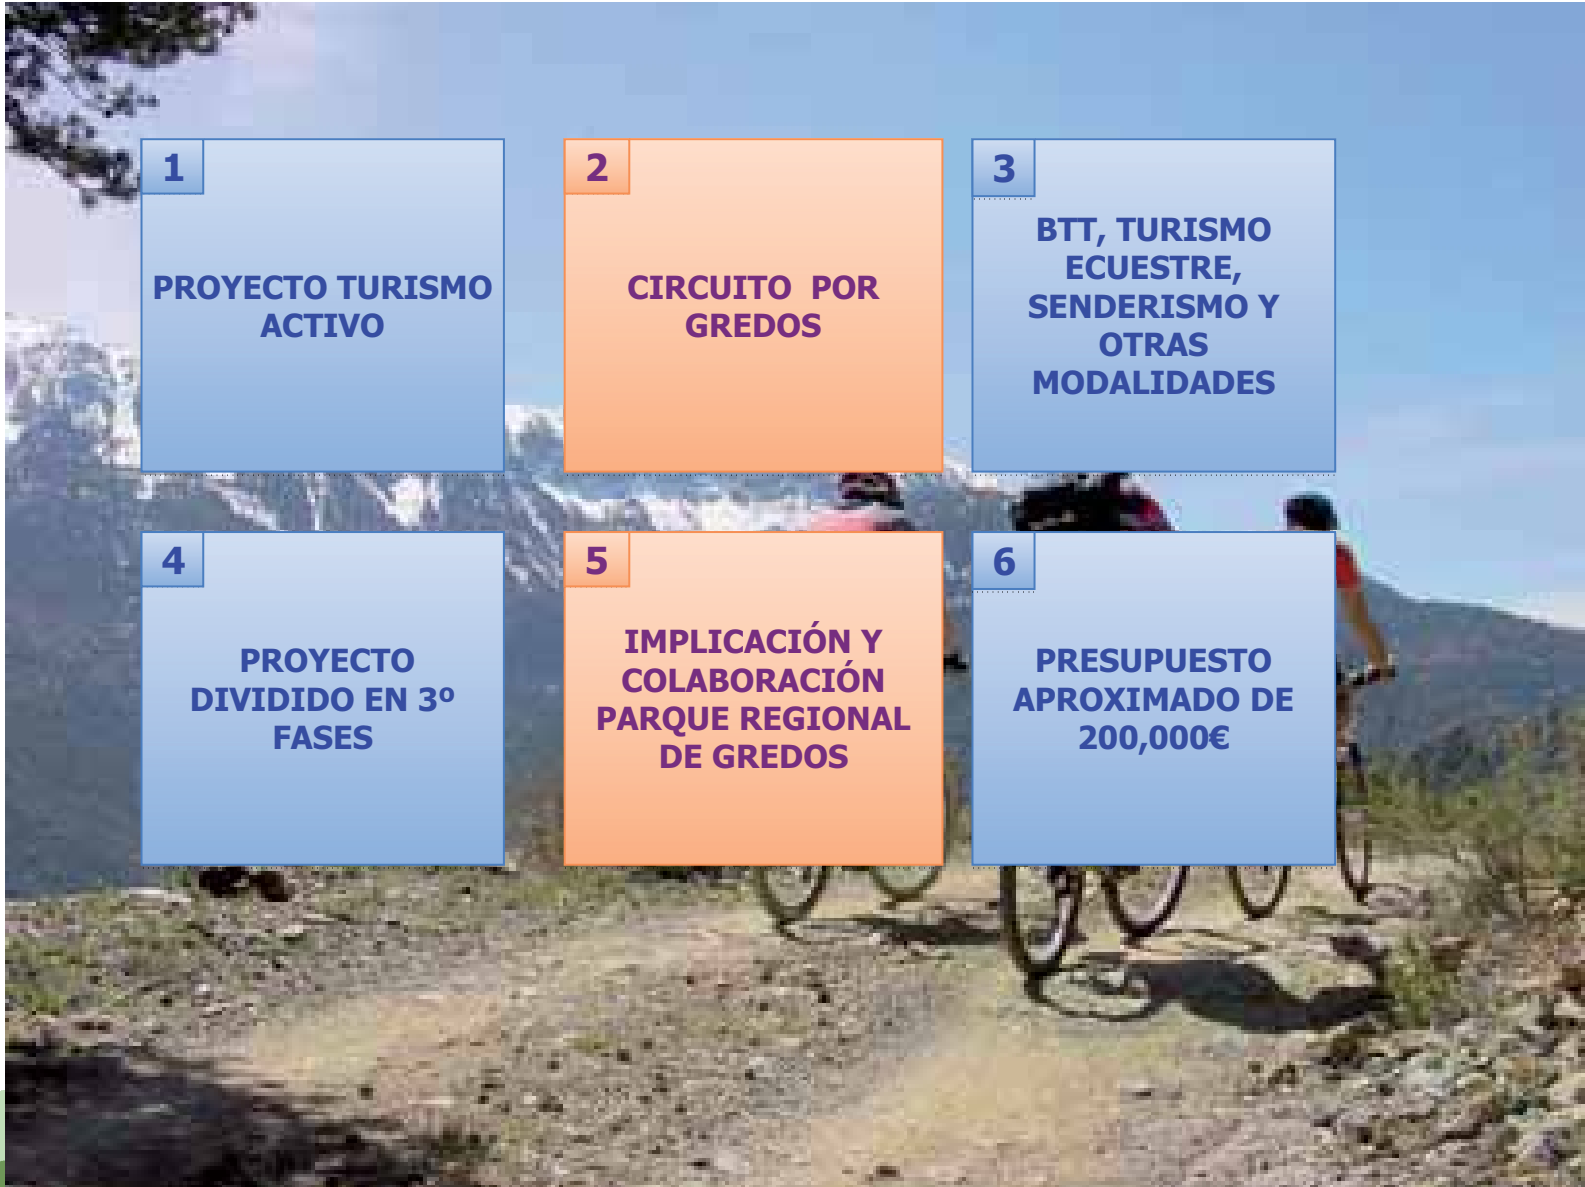 1
PROYECTO TURISMO
ACTIVO
2
CIRCUITO POR
GREDOS
3
BTT, TURISMO
ECUESTRE,
SENDERISMO Y
OTRAS
MODALIDADES
4
PROYECTO
DIVIDIDO EN 3º
FASES
5
IMPLICACIÓN Y
COLABORACIÓN
PARQUE REGIONAL
DE GREDOS
6
PRESUPUESTO
APROXIMADO DE
200,000€